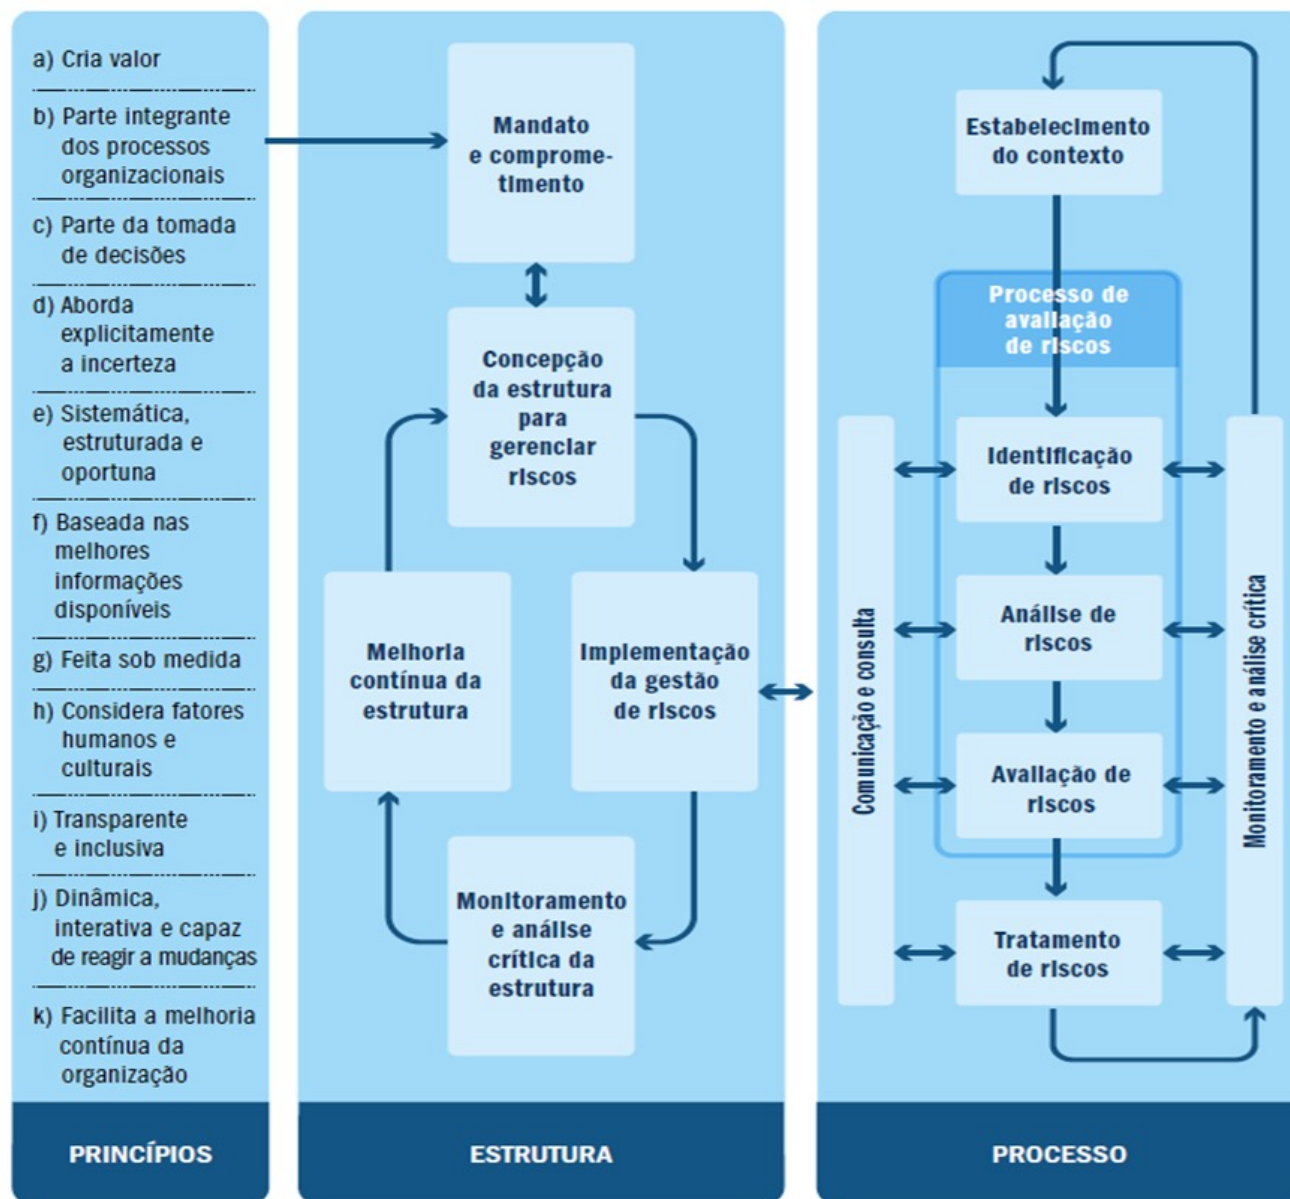 a) Cria valor
b) Parte integrante
dos processos
organizacionais
c) Parte da tomada
de decisões
d) Aborda
explicitamente
a incerteza
e) Sistemática,
estruturada e
oportuna
f) Baseada nas
melhores
informações
disponíveis
g) Feita sob medida
h) Considera fatores
humanos e
culturais
i) Transparente
e inclusiva
j) Dinâmica,
interativa e capaz
de reagir a mudanças
k) Facilita a melhoria
contínua da
organização
PRINCÍPIOS
Mandato
e comprome-
timento
Concepção
da estrutura
para
gerenciar
riscos
Melhoria
contínua da
estrutura
Implementação
da gestão
de riscos
Monitoramento
e análise
crítica da
estrutura
ESTRUTURA
Estabelecimento
do contexto
Processo de
avaliação
de riscos
Comunicação e consulta
Identificação
de riscos
Análise de
riscos
Avaliação de
riscos
Tratamento
de riscos
Monitoramento e análise crítica
PROCESSO